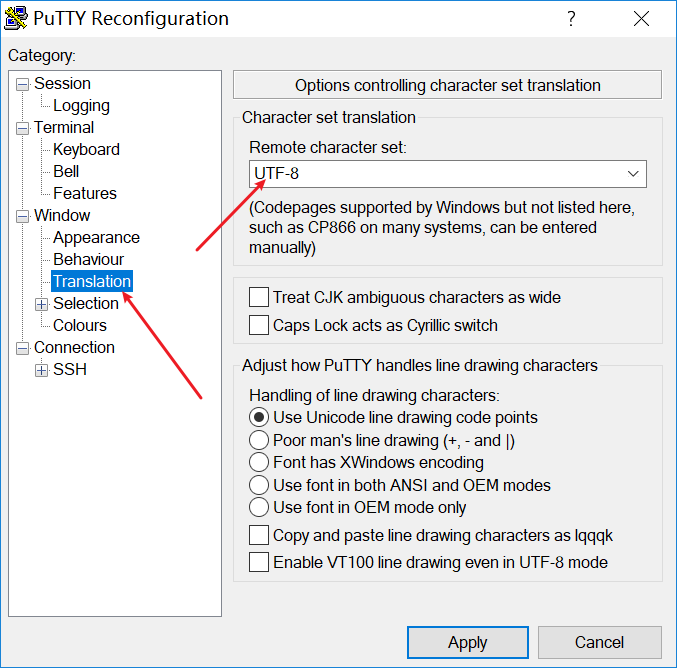 PuTTY Reconfiguration
?
Category:
Session
Logging
Terminal
Keyboard
Bell
Features
Window
Appearance
Behaviour
Translation
Selection
Colours
Connection
SSH
Options controlling character set translation
Character set translation
Remote character set:
UTF-8
(Codepages supported by Windows but not listed here,
such as CP866 on many systems, can be entered
manually)
Treat CJK ambiguous characters as wide
Caps Lock acts as Cyrillic switch
Adjust how PuTTY handles line drawing characters
Handling of line drawing characters:
Use Unicode line drawing code points
Poor man's line drawing (+, - and |)
Font has XWindows encoding
Use font in both ANSI and OEM modes
Use font in OEM mode only
Copy and paste line drawing characters as lqqqk
Enable VT100 line drawing even in UTF-8 mode
Apply
Cancel